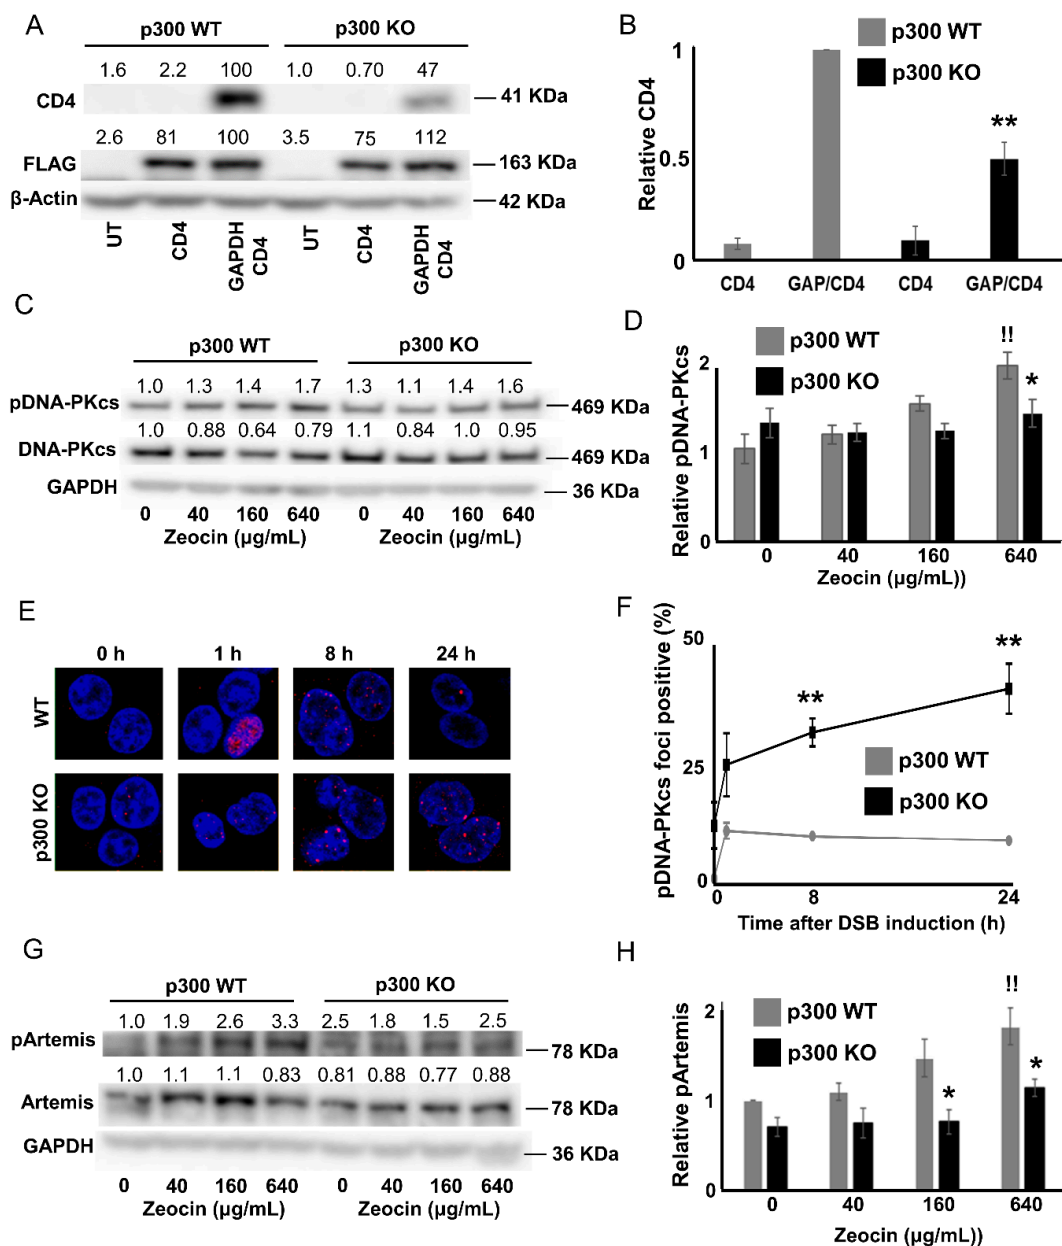 A
p300 WT p300 KO
1.6 2.2 100 1.0 0.70 47
CD4 41 KDa
2.6 81 100 3.5 75 112
FLAG 163 KDa
β-Actin 42 KDa
UT CD4 GAPDH CD4 UT CD4 GAPDH CD4
B
p300 WT
p300 KO
Relative CD4
1
0.5
0
**
CD4 GAP/CD4 CD4 GAP/CD4
C
p300 WT p300 KO
1.0 1.3 1.4 1.7 1.3 1.1 1.4 1.6
pDNA-PKcs 469 KDa
1.0 0.88 0.64 0.79 1.1 0.84 1.0 0.95
DNA-PKcs 469 KDa
GAPDH 36 KDa
0 40 160 640 0 40 160 640
Zeocin (µg/mL) Zeocin (µg/mL)
D
p300 WT
p300 KO
!!
*
Relative pDNA-PKcs
2
1
0
0 40 160 640
Zeocin (µg/mL))
E
0 h 1 h 8 h 24 h
WT
p300 KO
F
pDNA-PKcs foci positive (%)
50
25
0
** **
p300 WT
p300 KO
0 8 24
Time after DSB induction (h)
G
p300 WT p300 KO
1.0 1.9 2.6 3.3 2.5 1.8 1.5 2.5
pArtemis 78 KDa
1.0 1.1 1.1 0.83 0.81 0.88 0.77 0.88
Artemis 78 KDa
GAPDH 36 KDa
0 40 160 640 0 40 160 640
Zeocin (µg/mL) Zeocin (µg/mL)
H
p300 WT
p300 KO
!!
* *
Relative pArtemis
2
1
0
0 40 160 640
Zeocin (µg/mL))